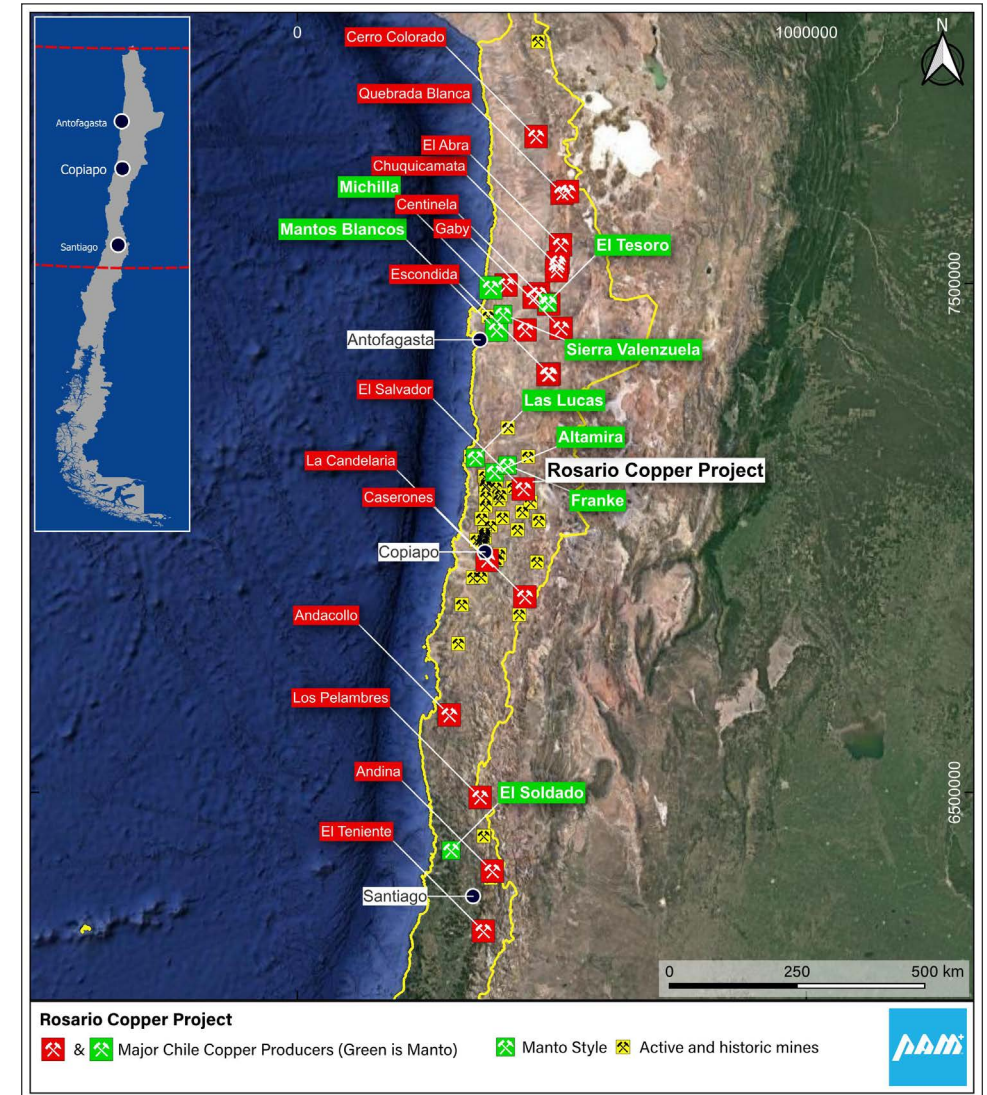 N
0
1000000
Antofagasta
Copiapo
Santiago
Cerro Colorado
Quebrada Blanca
El Abra
Chuquicamata
Michilla
Centinela
Mantos Blancos
Gaby
El Tesoro
Escondida
7500000
Antofagasta
Sierra Valenzuela
El Salvador
Las Lucas
Altamira
La Candelaria
Rosario Copper Project
Caserones
Franke
Copiapo
Andacollo
Los Pelambres
Andina
El Soldado
6500000
El Teniente
Santiago
0 250 500 km
Rosario Copper Project
& Major Chile Copper Producers (Green is Manto)
Manto Style
Active and historic mines
PAM+